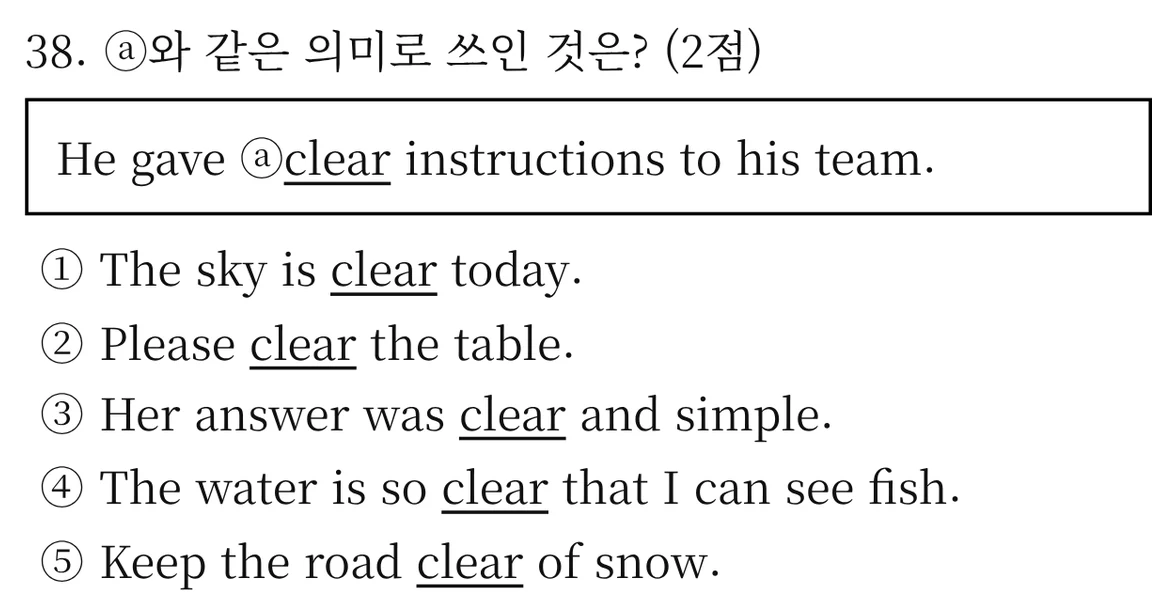 38. ⓐ와 같은 의미로 쓰인 것은? (2점)
He gave ⓐclear instructions to his team.
① The sky is clear today.
② Please clear the table.
③ Her answer was clear and simple.
④ The water is so clear that I can see fish.
⑤ Keep the road clear of snow.